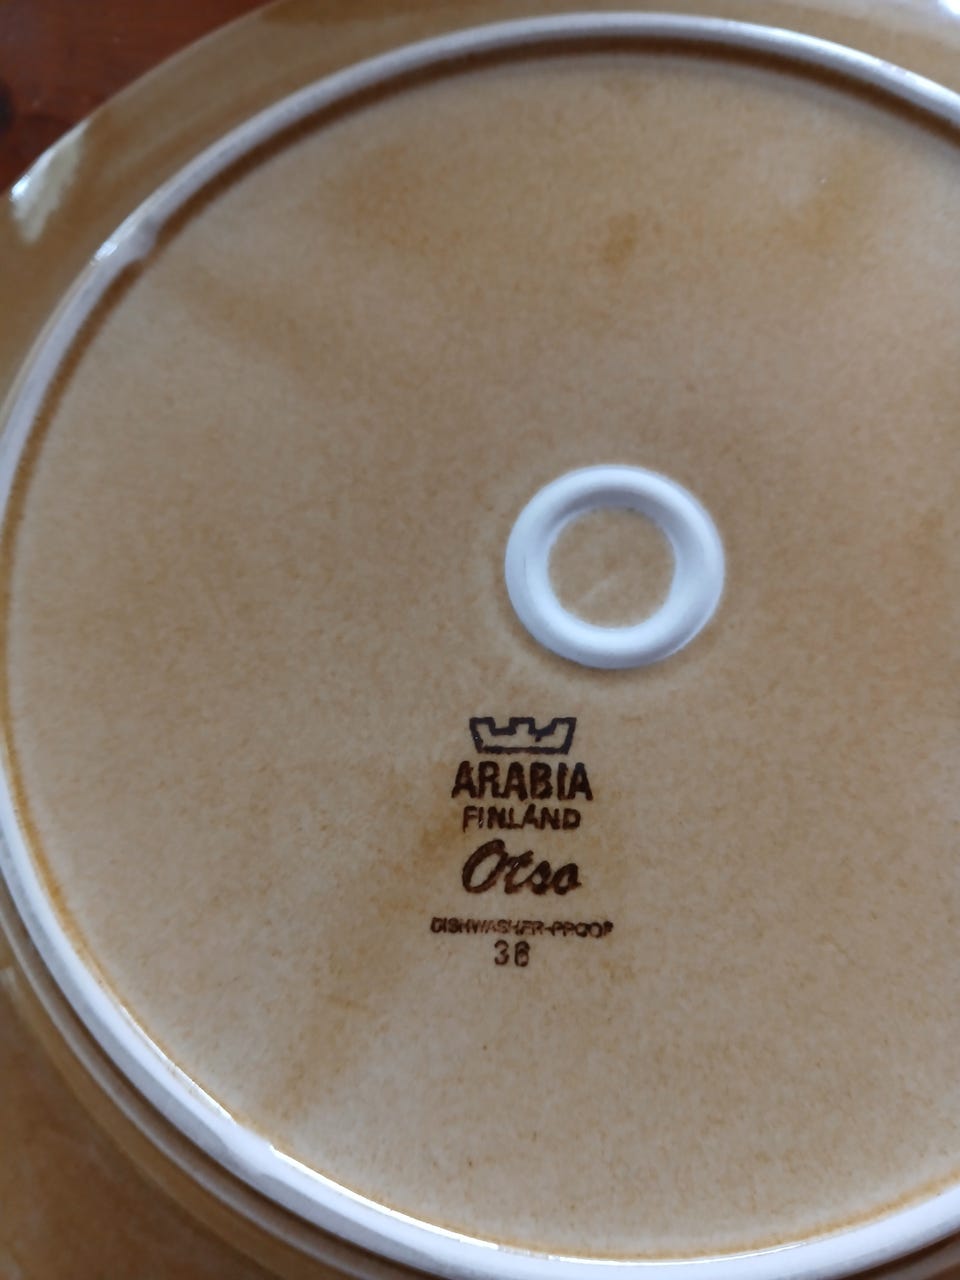 ARABIA
FINLAND
Otso
DISHWASHER-PROOF
36